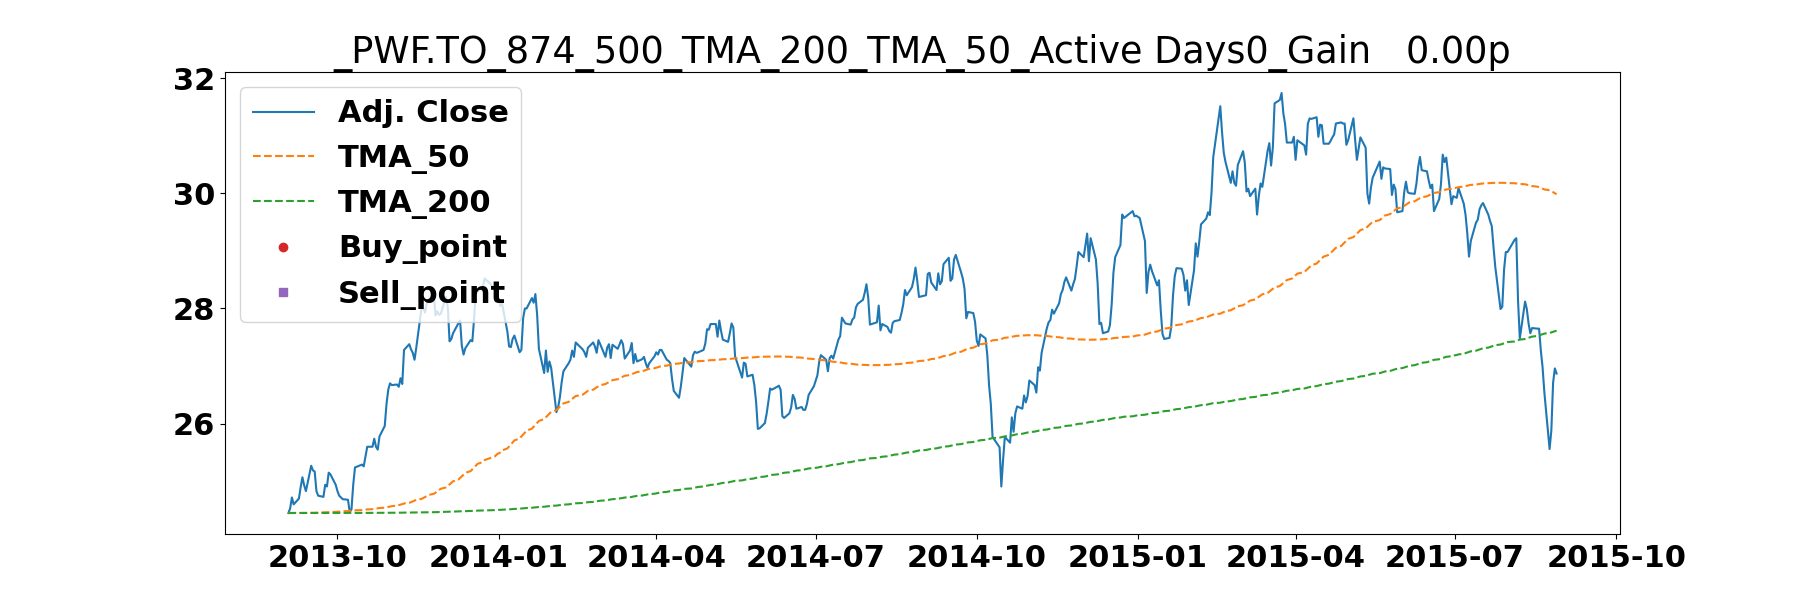 _PWF.TO_874_500_TMA_200_TMA_50_Active Days0_Gain   0.00p
32
30
28
26
Adj. Close
TMA_50
TMA_200
Buy_point
Sell_point
2013-10 2014-01 2014-04 2014-07 2014-10 2015-01 2015-04 2015-07 2015-10